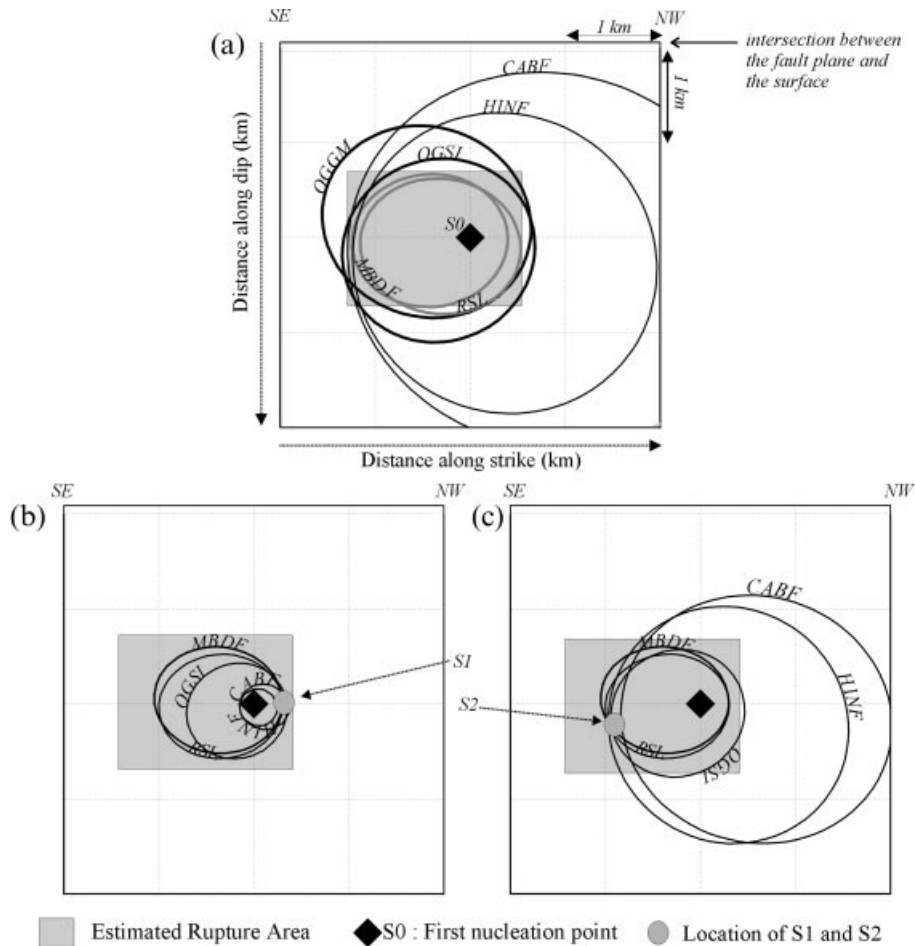 SE
NW
(a)
1 km
intersection between
the fault plane and
the surface
1 km
CABF
HINF
OGGM
OGSI
S0
MBDF
RSL
Distance along dip (km)
Distance along strike (km)
SE
NW
(b)
MBDF
OGSI
CABF
HINF
RSL
S1
SE
NW
(c)
CABF
MBDF
HINF
S2
RSL
OGSI
Estimated Rupture Area
S0 : First nucleation point
Location of S1 and S2